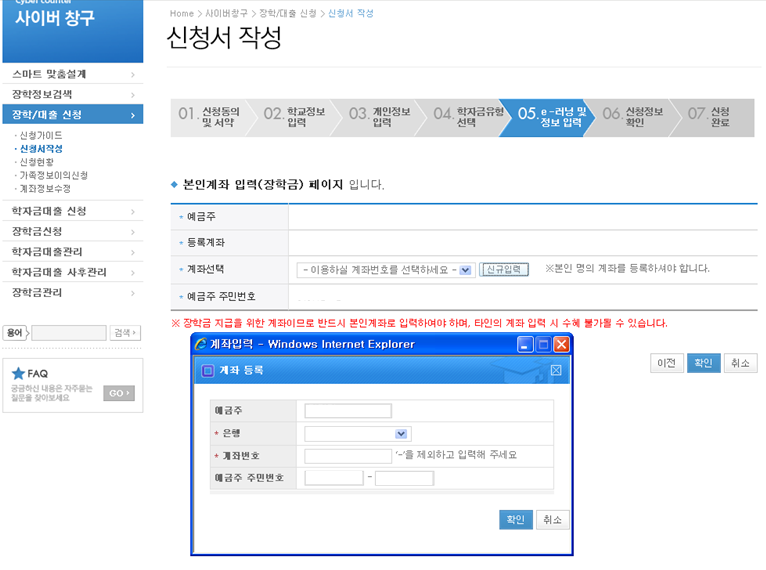 Cyber counter
사이버 창구
스마트 맞춤설계
장학정보검색
장학/대출 신청
· 신청가이드
· 신청서작성
· 신청현황
· 가족정보이의신청
· 계좌정보수정
학자금대출 신청
장학금신청
학자금대출관리
학자금대출 사후관리
장학금관리
용어
검색
FAQ
궁금하신 내용은 자주묻는
질문을 찾아보세요
GO
Home > 사이버창구 > 장학/대출 신청 > 신청서 작성
신청서 작성
01. 신청동의 및 서약
02. 학교정보 입력
03. 개인정보 입력
04. 학자금유형 선택
05. e-러닝 및 정보 입력
06. 신청정보 확인
07. 신청 완료
본인계좌 입력(장학금) 페이지 입니다.
예금주
등록계좌
계좌선택 - 이용하실 계좌번호를 선택하세요 - 신규입력 ※본인 명의 계좌를 등록하셔야 합니다.
예금주 주민번호
※ 장학금 지급을 위한 계좌이므로 반드시 본인계좌로 입력하여야 하며, 타인의 계좌 입력 시 수혜 불가될 수 있습니다.
이전 확인 취소
계좌입력 - Windows Internet Explorer
계좌 등록
예금주
* 은행
* 계좌번호 '-'를 제외하고 입력해 주세요
예금주 주민번호 -
확인 취소